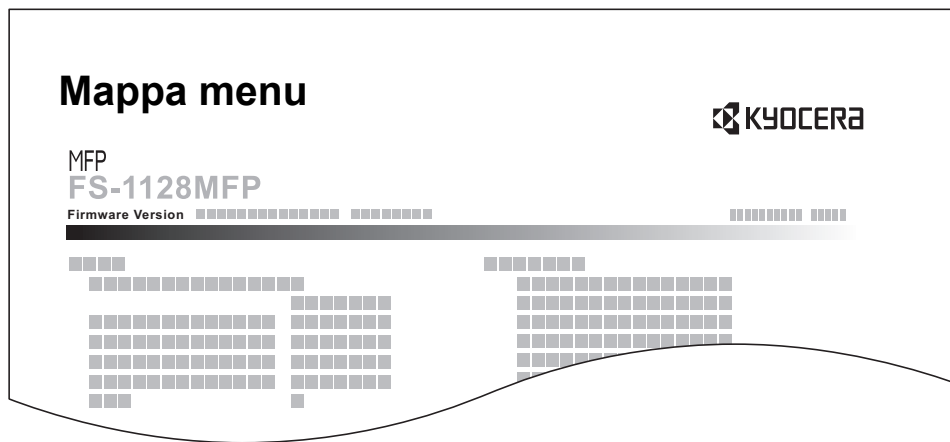 Mappa menu
KYOCERA
MFP
FS-1128MFP
Firmware Version